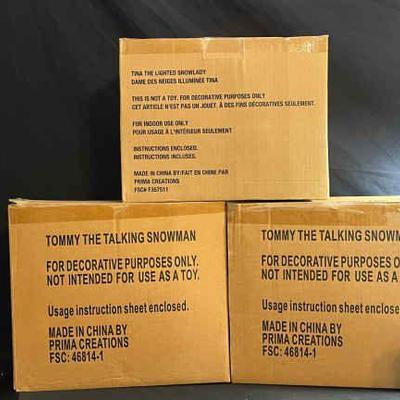 TINA THE LIGHTED SNOWLADY
DAME DES NEIGES ILLUMINÉE TINA
THIS IS NOT A TOY. FOR DECORATIVE PURPOSES ONLY
CET ARTICLE N'EST PAS UN JOUET. À DES FINS DÉCORATIVES SEULEMENT.
FOR INDOOR USE ONLY
POUR USAGE À L'INTÉRIEUR SEULEMENT
INSTRUCTIONS ENCLOSED.
INSTRUCTIONS INCLUSES.
MADE IN CHINA BY/FAIT EN CHINE PAR
PRIMA CREATIONS
FSC# F357511
TOMMY THE TALKING SNOWMAN
FOR DECORATIVE PURPOSES ONLY.
NOT INTENDED FOR USE AS A TOY.
Usage instruction sheet enclosed.
MADE IN CHINA BY
PRIMA CREATIONS
FSC: 46814-1
TOMMY THE TALKING SNOWM
FOR DECORATIVE PURPOSES O
NOT INTENDED FOR USE AS A
Usage instruction sheet enclosed
MADE IN CHINA BY
PRIMA CREATIONS
FSC: 46814-1